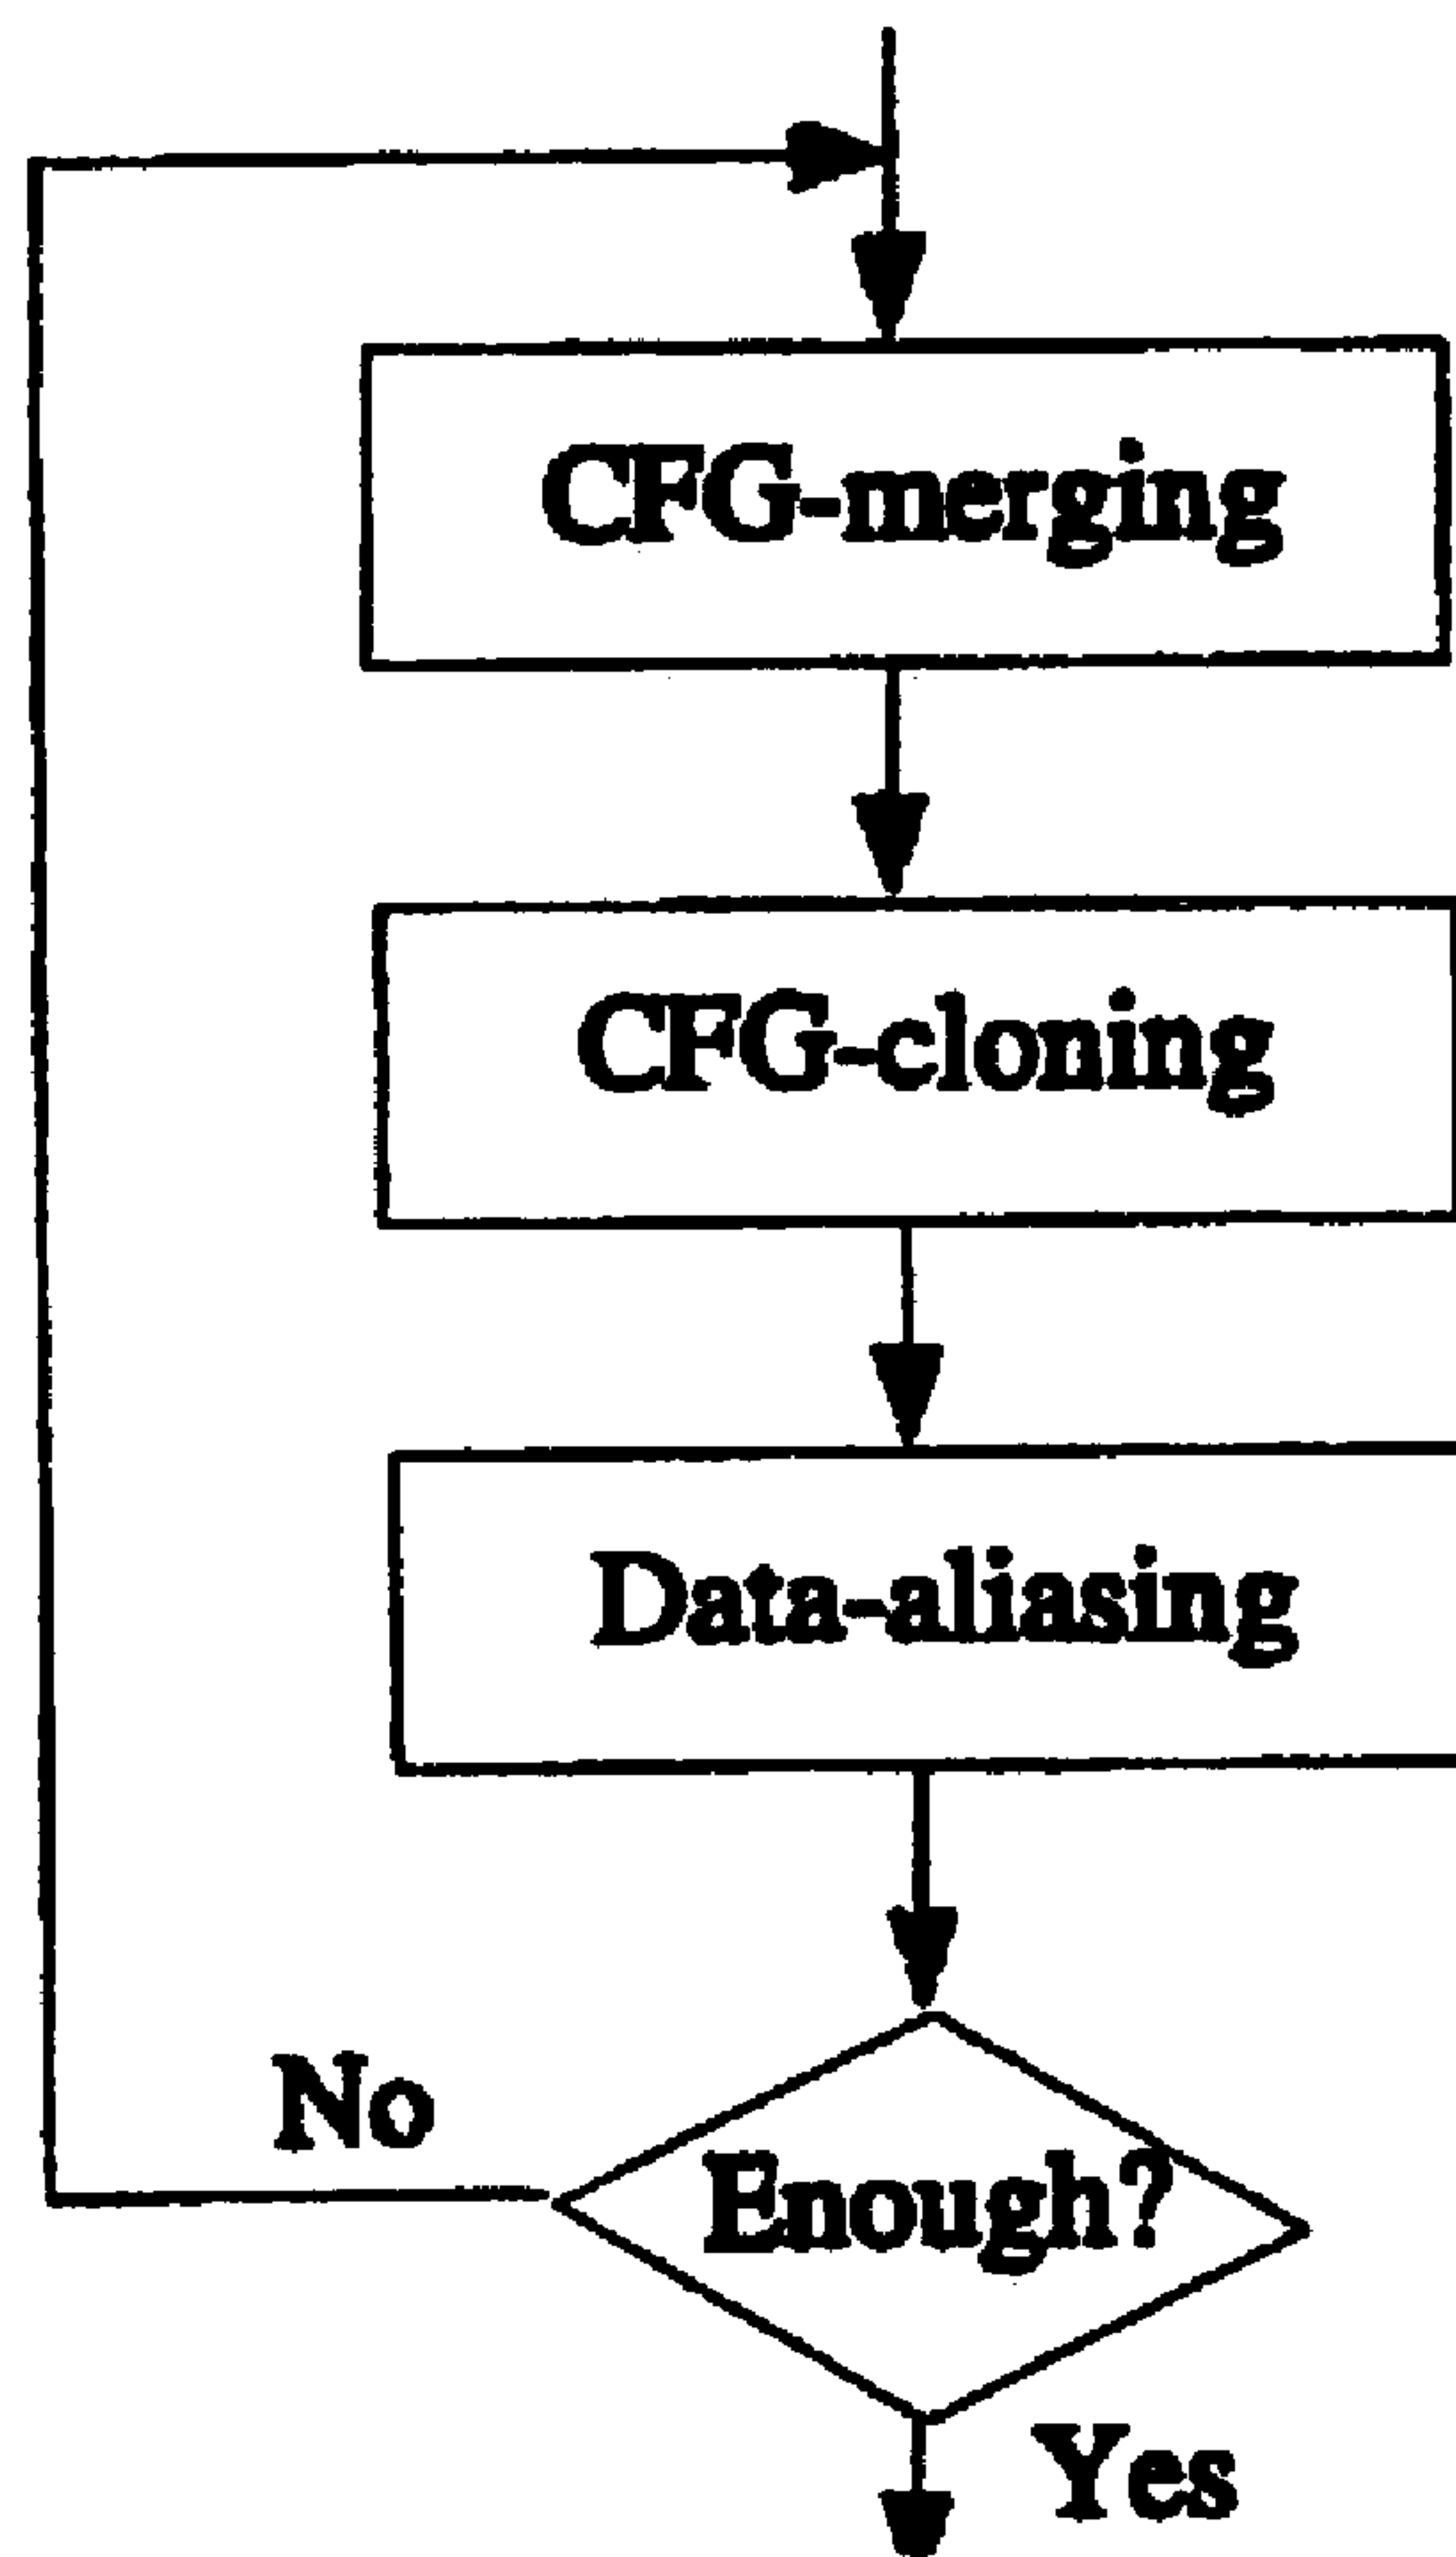 CFG-merging
CFG-cloning
Data-aliasing
No
Enough?
Yes